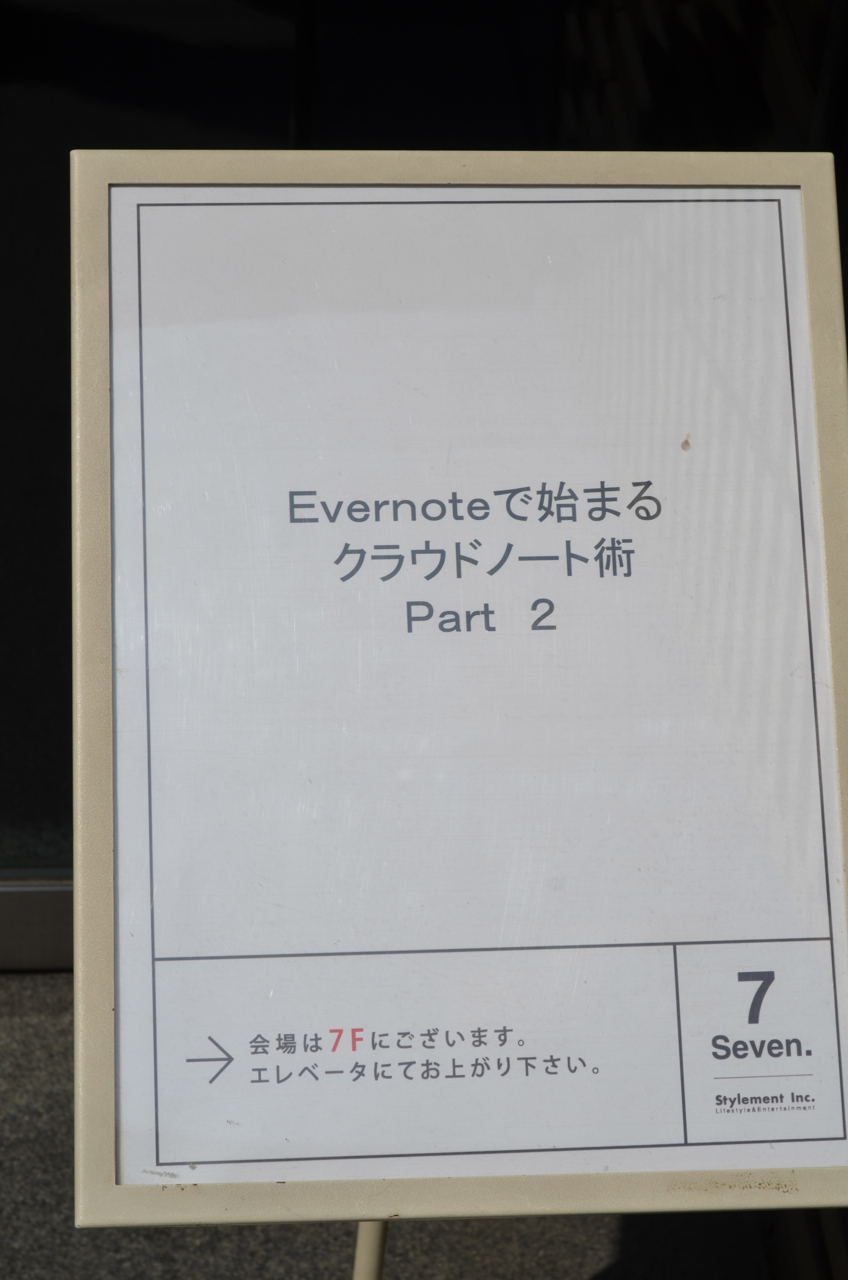 Evernoteで始まる
クラウドノート術
Part 2
→ 会場は7Fにございます。
エレベータにてお上がり下さい。
7
Seven.
Stylement Inc.
Lifestyle&Entertainment